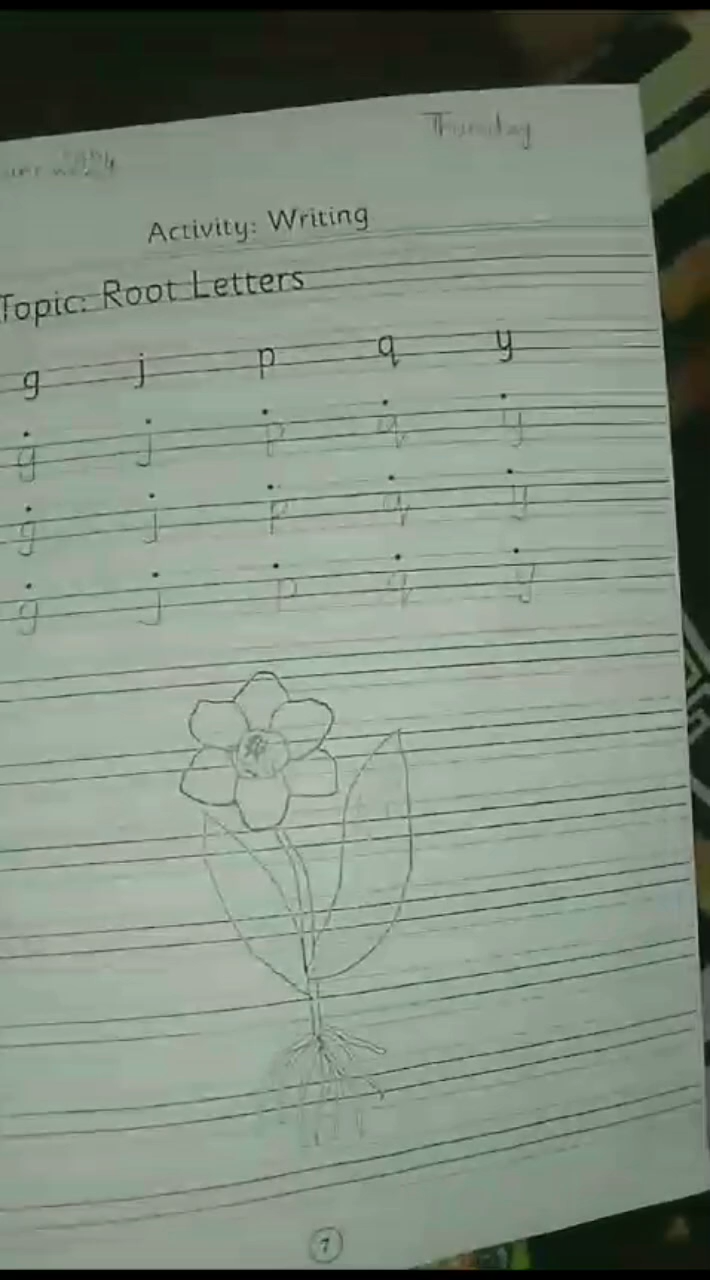 Thursday
Activity: Writing
Topic: Root Letters
g j p q y
g j p q y
g j p q y
g j p q y
7